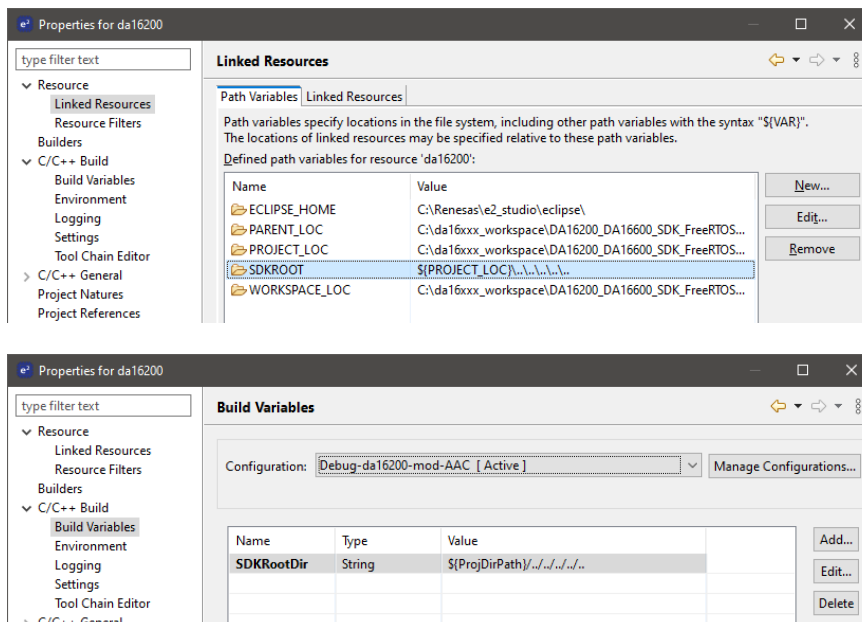 e² Properties for da16200
type filter text
Linked Resources
Resource
Linked Resources
Resource Filters
Builders
C/C++ Build
Build Variables
Environment
Logging
Settings
Tool Chain Editor
C/C++ General
Project Natures
Project References
Path Variables Linked Resources
Path variables specify locations in the file system, including other path variables with the syntax "${VAR}".
The locations of linked resources may be specified relative to these path variables.
Defined path variables for resource 'da16200':
Name Value
ECLIPSE_HOME C:\Renesas\e2_studio\eclipse\
PARENT_LOC C:\da16xxx_workspace\DA16200_DA16600_SDK_FreeRTOS...
PROJECT_LOC C:\da16xxx_workspace\DA16200_DA16600_SDK_FreeRTOS...
SDKROOT ${PROJECT_LOC}\..\..\..\..\..
WORKSPACE_LOC C:\da16xxx_workspace\DA16200_DA16600_SDK_FreeRTOS...
New...
Edit...
Remove
e² Properties for da16200
type filter text
Build Variables
Resource
Linked Resources
Resource Filters
Builders
C/C++ Build
Build Variables
Environment
Logging
Settings
Tool Chain Editor
C/C++ General
Configuration: Debug-da16200-mod-AAC [ Active ] Manage Configurations...
Name Type Value
SDKRootDir String ${ProjDirPath}/../../../../..
Add...
Edit...
Delete